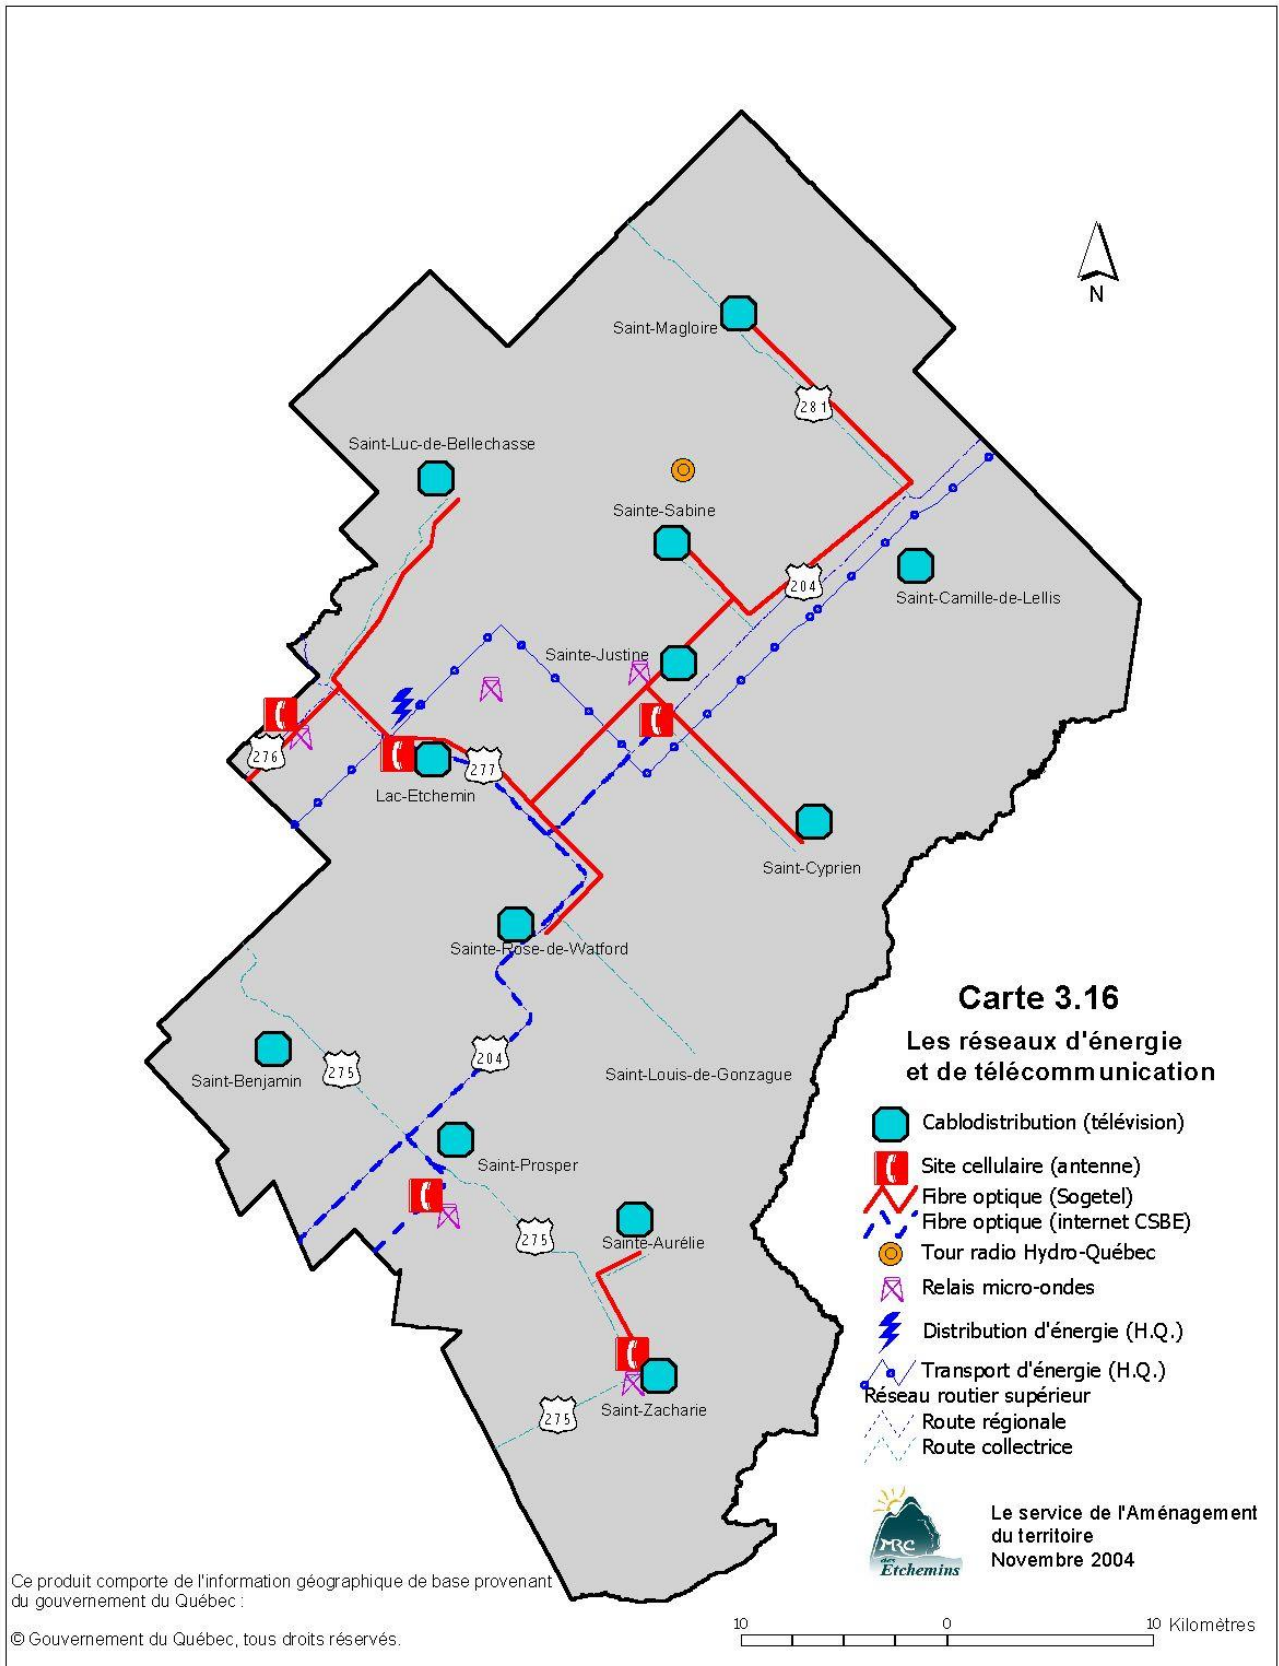 N
Saint-Magloire
281
Saint-Luc-de-Bellechasse
Sainte-Sabine
204
Saint-Camille-de-Lellis
Sainte-Justine
276
277
Lac-Etchemin
Saint-Cyprien
Sainte-Rose-de-Watford
Saint-Benjamin
275
204
Saint-Louis-de-Gonzague
Saint-Prosper
275
Sainte-Aurélie
275
Saint-Zacharie
Carte 3.16
Les réseaux d'énergie
et de télécommunication
Cablodistribution (télévision)
Site cellulaire (antenne)
Fibre optique (Sogetel)
Fibre optique (internet CSBE)
Tour radio Hydro-Québec
Relais micro-ondes
Distribution d'énergie (H.Q.)
Transport d'énergie (H.Q.)
Réseau routier supérieur
Route régionale
Route collectrice
MRC
des
Etchemins
Le service de l'Aménagement
du territoire
Novembre 2004
Ce produit comporte de l'information géographique de base provenant
du gouvernement du Québec :
© Gouvernement du Québec, tous droits réservés.
10 0 10 Kilomètres